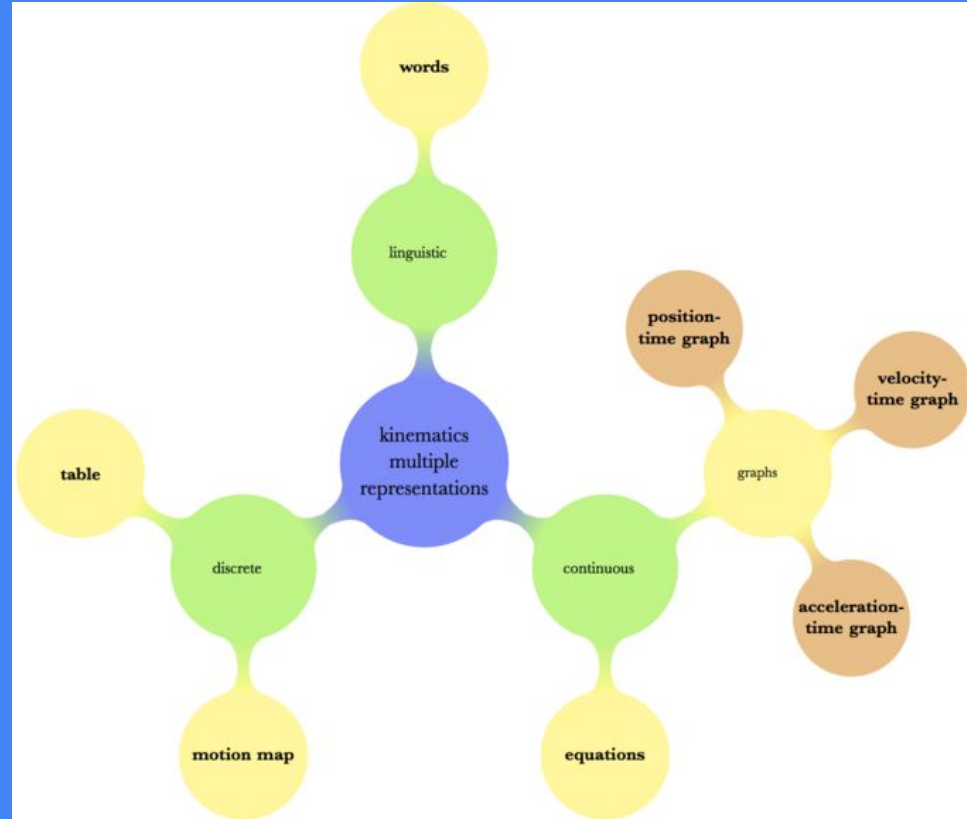 words
linguistic
position-
time graph
velocity-
time graph
kinematics
multiple
representations
table
graphs
discrete
continuous
acceleration-
time graph
motion map
equations